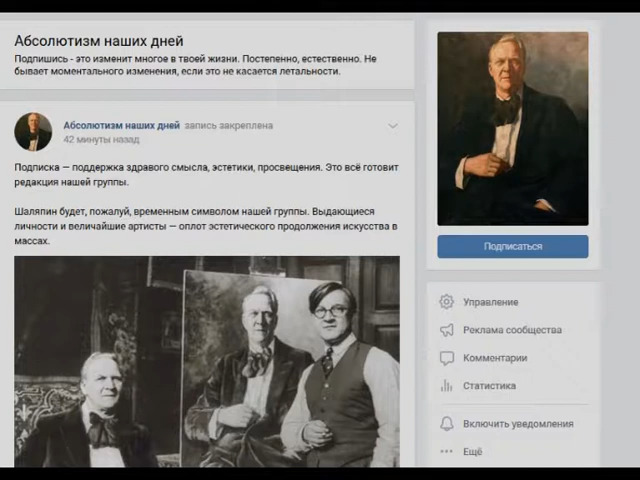 Абсолютизм наших дней
Подпишись - это изменит многое в твоей жизни. Постепенно, естественно. Не
бывает моментального изменения, если это не касается летальности.
Абсолютизм наших дней запись закреплена
42 минуты назад
Подписка — поддержка здравого смысла, эстетики, просвещения. Это всё готовит
редакция нашей группы.
Шаляпин будет, пожалуй, временным символом нашей группы. Выдающиеся
личности и величайшие артисты — оплот эстетического продолжения искусства в
массах.
Подписаться
Управление
Реклама сообщества
Комментарии
Статистика
Включить уведомления
Ещё